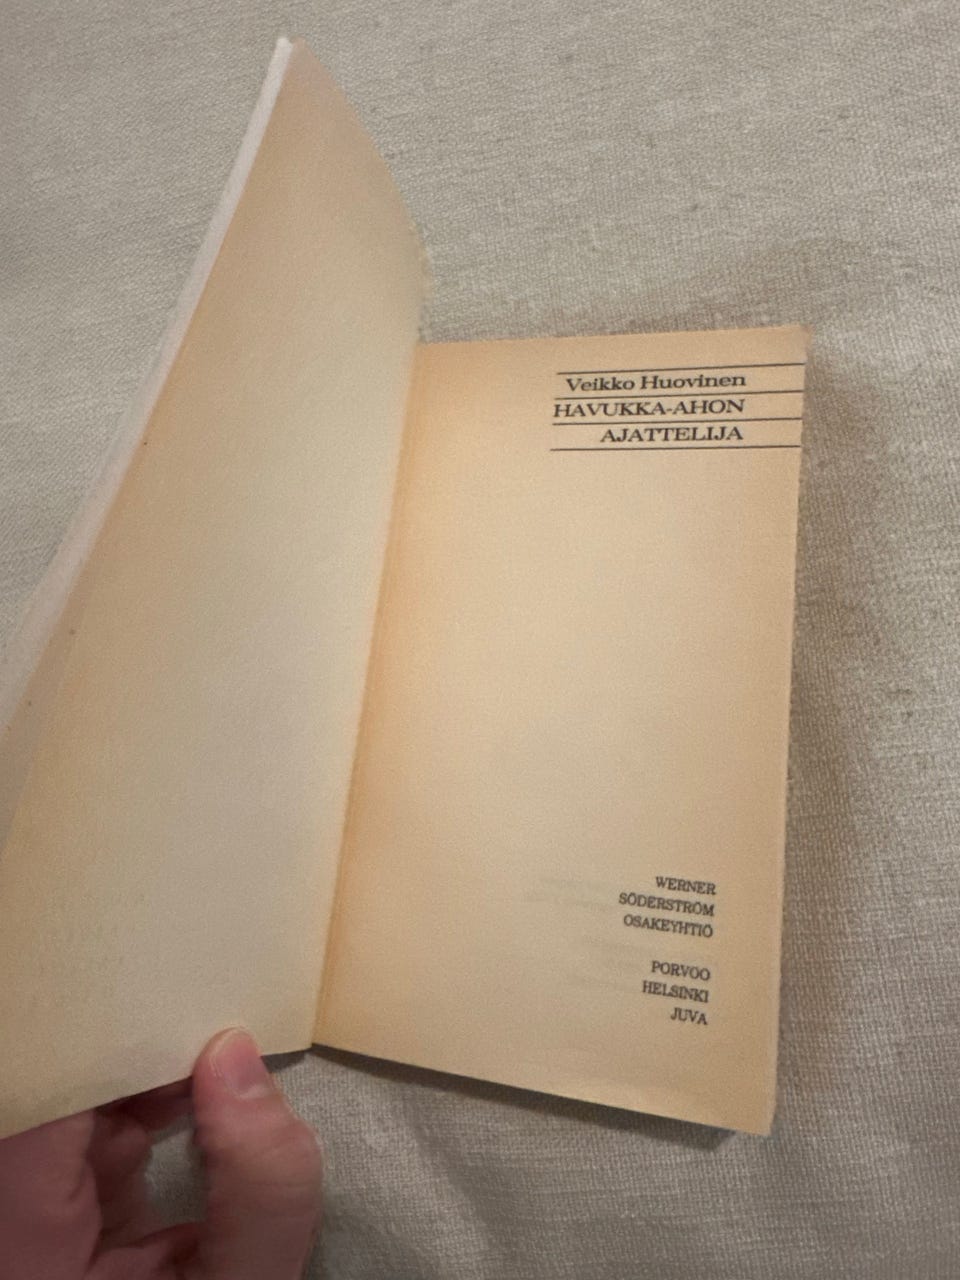 Veikko Huovinen
HAVUKKA-AHON
AJATTELIJA
WERNER
SÖDERSTRÖM
OSAKEYHTIÖ
PORVOO
HELSINKI
JUVA